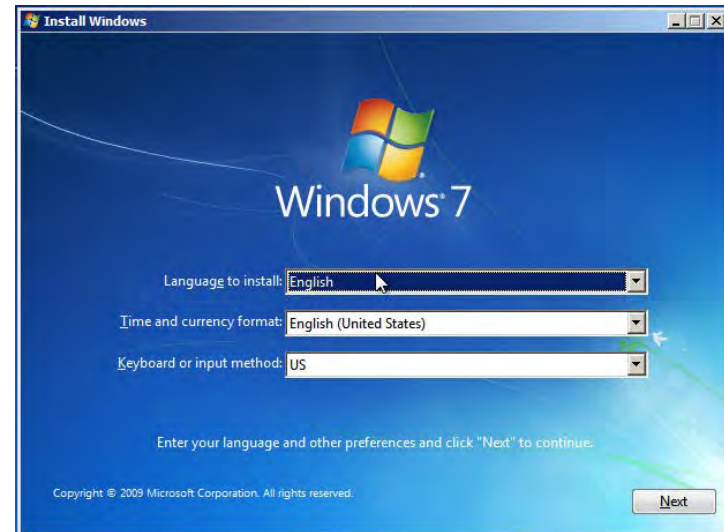 Install Windows
Windows 7
Language to install: English
Time and currency format: English (United States)
Keyboard or input method: US
Enter your language and other preferences and click "Next" to continue.
Copyright © 2009 Microsoft Corporation. All rights reserved.
Next